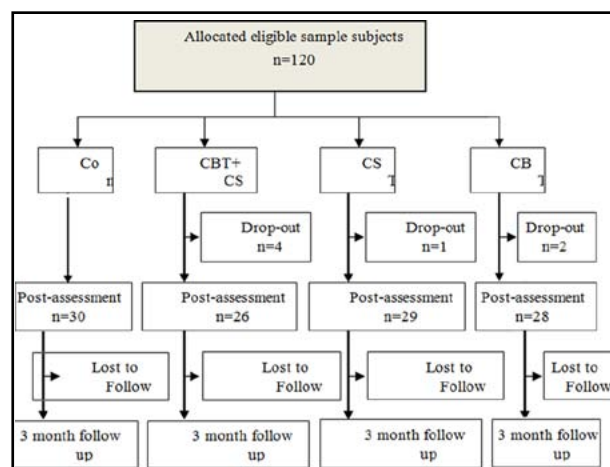 Allocated eligible sample subjects
n=120
Co
n
CBT+
CS
CS
T
CB
T
Drop-out
n=4
Drop-out
n=1
Drop-out
n=2
Post-assessment
n=30
Post-assessment
n=26
Post-assessment
n=29
Post-assessment
n=28
Lost to
Follow
Lost to
Follow
Lost to
Follow
Lost to
Follow
3 month follow
up
3 month follow
up
3 month follow
up
3 month follow
up